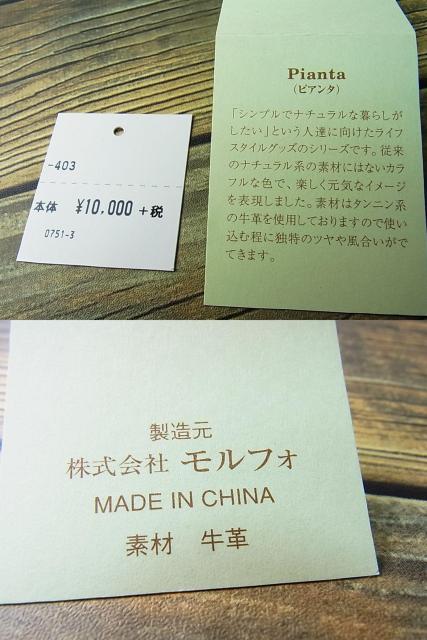 -403
本体 ¥10,000 +税
0751-3
Pianta
(ピアンタ)
「シンプルでナチュラルな暮らしが
したい」という人達に向けたライフ
スタイルグッズのシリーズです。従来
のナチュラル系の素材にはないカラ
フルな色で、楽しく元気なイメージ
を表現しました。素材はタンニン系
の牛革を使用しておりますので使い
込む程に独特のツヤや風合いがで
てきます。
製造元
株式会社 モルフォ
MADE IN CHINA
素材 牛革